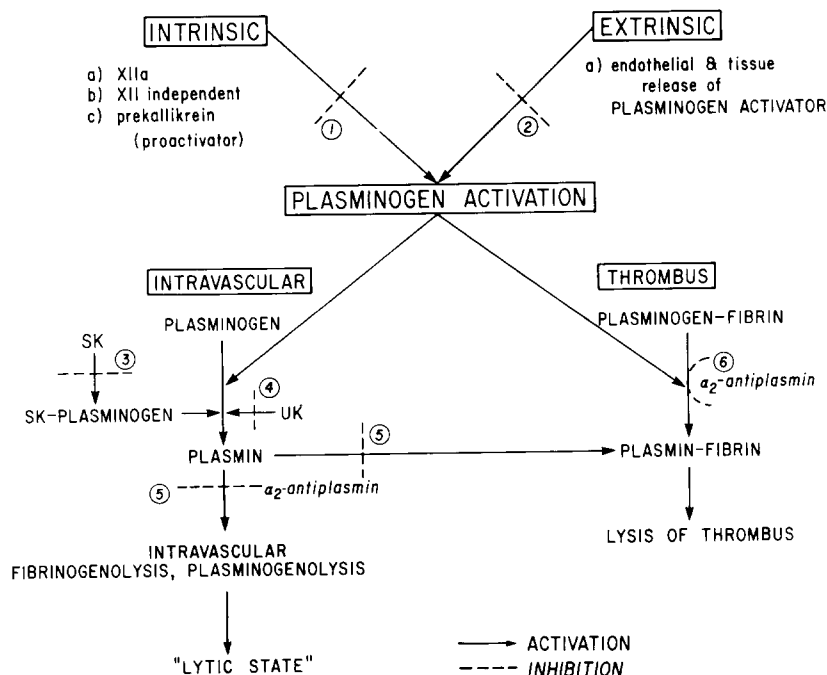 INTRINSIC
a) XIIa
b) XII independent
c) prekallikrein
(proactivator)
①
EXTRINSIC
a) endothelial & tissue
release of
PLASMINOGEN ACTIVATOR
②
PLASMINOGEN ACTIVATION
INTRAVASCULAR
PLASMINOGEN
SK
③
SK-PLASMINOGEN
④
UK
PLASMIN
⑤
⑤
α2-antiplasmin
INTRAVASCULAR
FIBRINOGENOLYSIS, PLASMINOGENOLYSIS
"LYTIC STATE"
THROMBUS
PLASMINOGEN-FIBRIN
⑥
α2-antiplasmin
PLASMIN-FIBRIN
LYSIS OF THROMBUS
ACTIVATION
INHIBITION